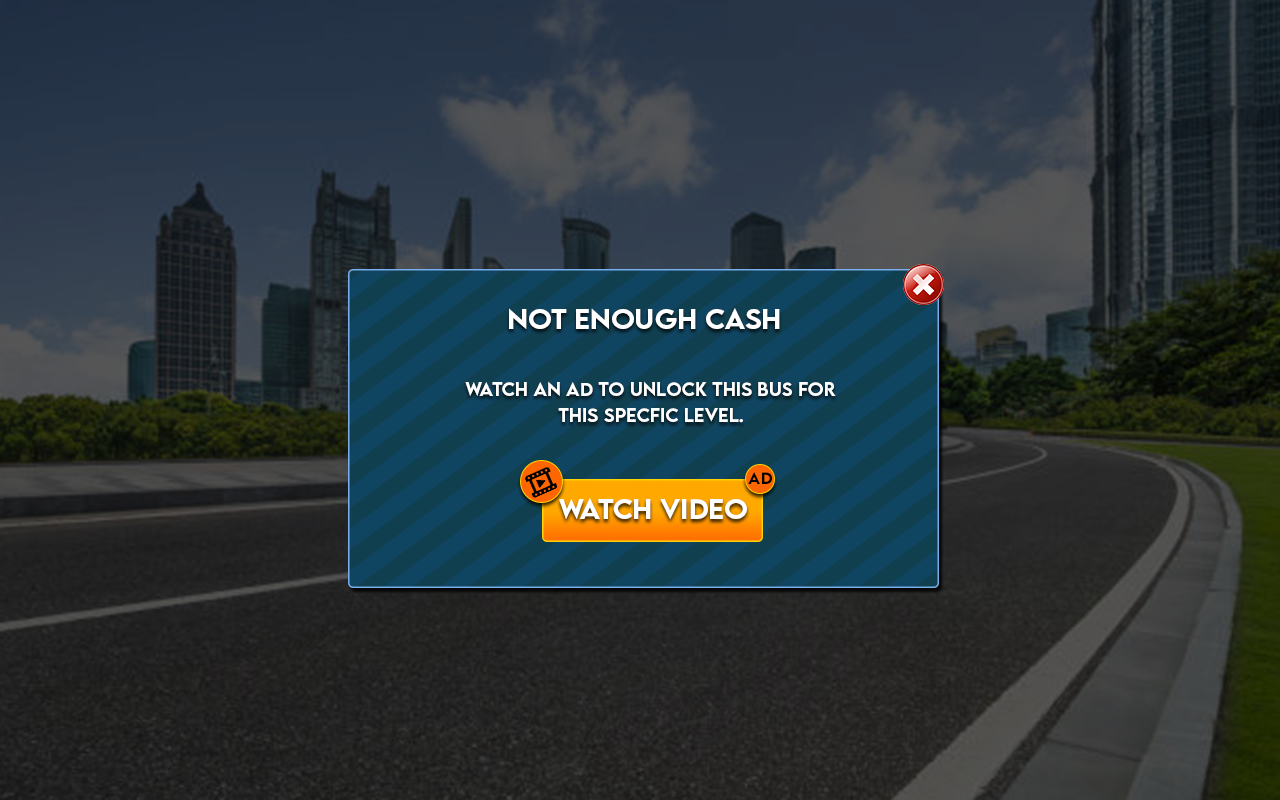 NOT ENOUGH CASH
WATCH AN AD TO UNLOCK THIS BUS FOR
THIS SPECFIC LEVEL.
AD
WATCH VIDEO